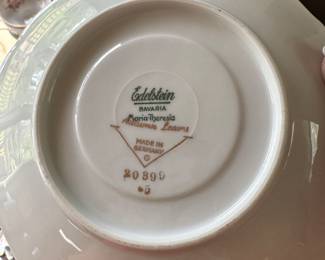 Edelstein
BAVARIA
Maria-Theresia
Autumn Leaves
MADE IN
GERMANY
©
20399